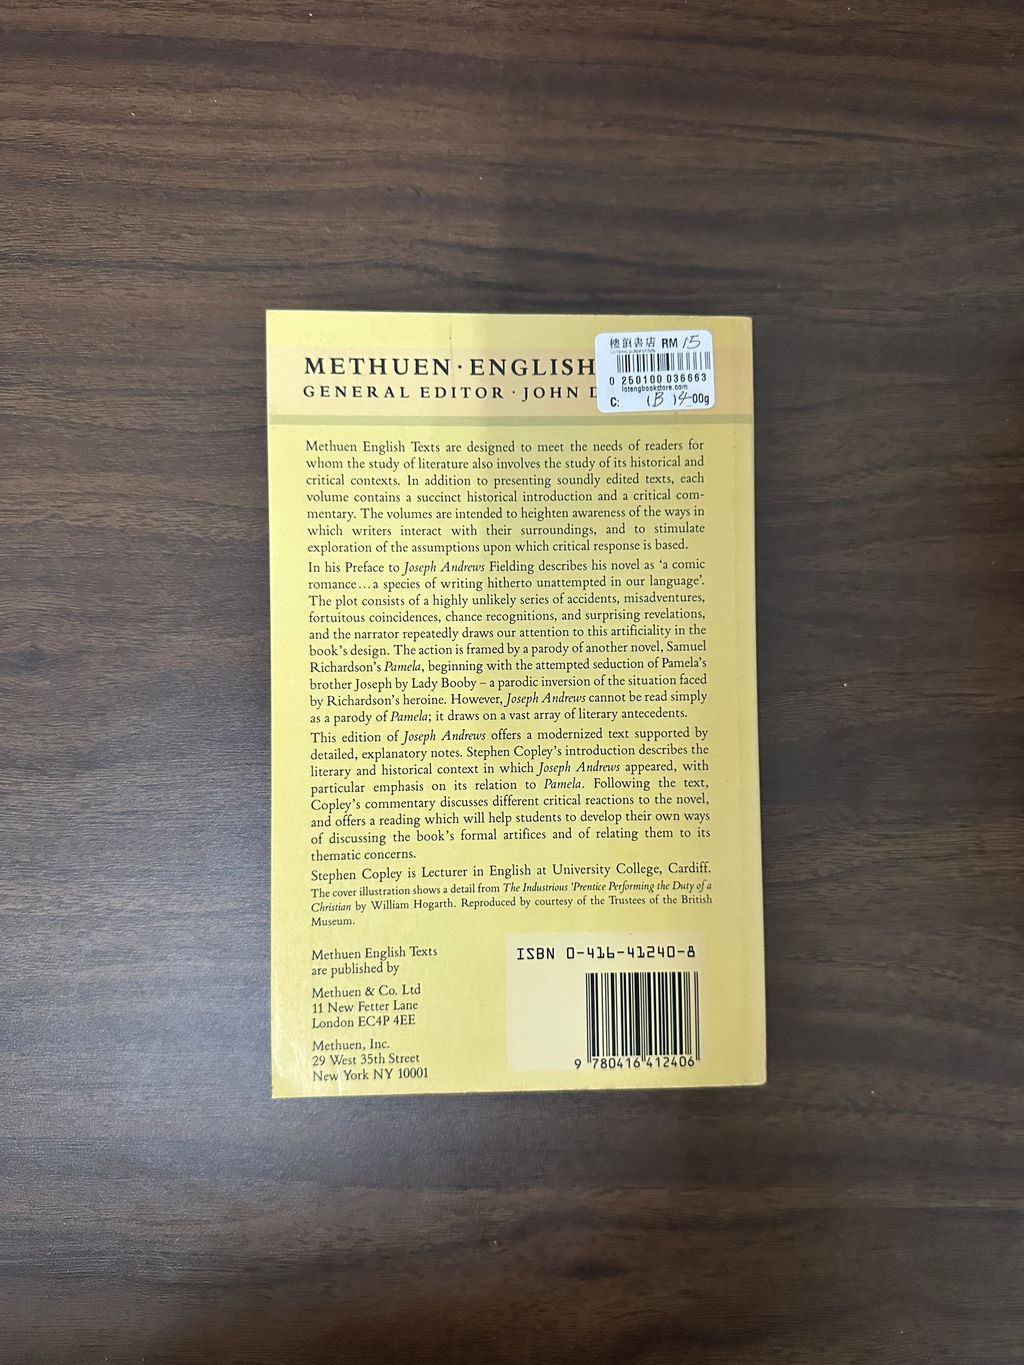 METHUEN · ENGLISH
GENERAL EDITOR · JOHN D
樓頂書店 RM 15
0 250100 036663
lotengbookstore.com
C: (B)4-00g
Methuen English Texts are designed to meet the needs of readers for
whom the study of literature also involves the study of its historical and
critical contexts. In addition to presenting soundly edited texts, each
volume contains a succinct historical introduction and a critical com-
mentary. The volumes are intended to heighten awareness of the ways in
which writers interact with their surroundings, and to stimulate
exploration of the assumptions upon which critical response is based.
In his Preface to Joseph Andrews Fielding describes his novel as ‘a comic
romance... a species of writing hitherto unattempted in our language’.
The plot consists of a highly unlikely series of accidents, misadventures,
fortuitous coincidences, chance recognitions, and surprising revelations,
and the narrator repeatedly draws our attention to this artificiality in the
book's design. The action is framed by a parody of another novel, Samuel
Richardson's Pamela, beginning with the attempted seduction of Pamela's
brother Joseph by Lady Booby – a parodic inversion of the situation faced
by Richardson's heroine. However, Joseph Andrews cannot be read simply
as a parody of Pamela; it draws on a vast array of literary antecedents.
This edition of Joseph Andrews offers a modernized text supported by
detailed, explanatory notes. Stephen Copley's introduction describes the
literary and historical context in which Joseph Andrews appeared, with
particular emphasis on its relation to Pamela. Following the text,
Copley's commentary discusses different critical reactions to the novel,
and offers a reading which will help students to develop their own ways
of discussing the book's formal artifices and of relating them to its
thematic concerns.
Stephen Copley is Lecturer in English at University College, Cardiff.
The cover illustration shows a detail from The Industrious 'Prentice Performing the Duty of a
Christian by William Hogarth. Reproduced by courtesy of the Trustees of the British
Museum.
Methuen English Texts
are published by
Methuen & Co. Ltd
11 New Fetter Lane
London EC4P 4EE
Methuen, Inc.
29 West 35th Street
New York NY 10001
ISBN 0-416-41240-8
9 780416 412406